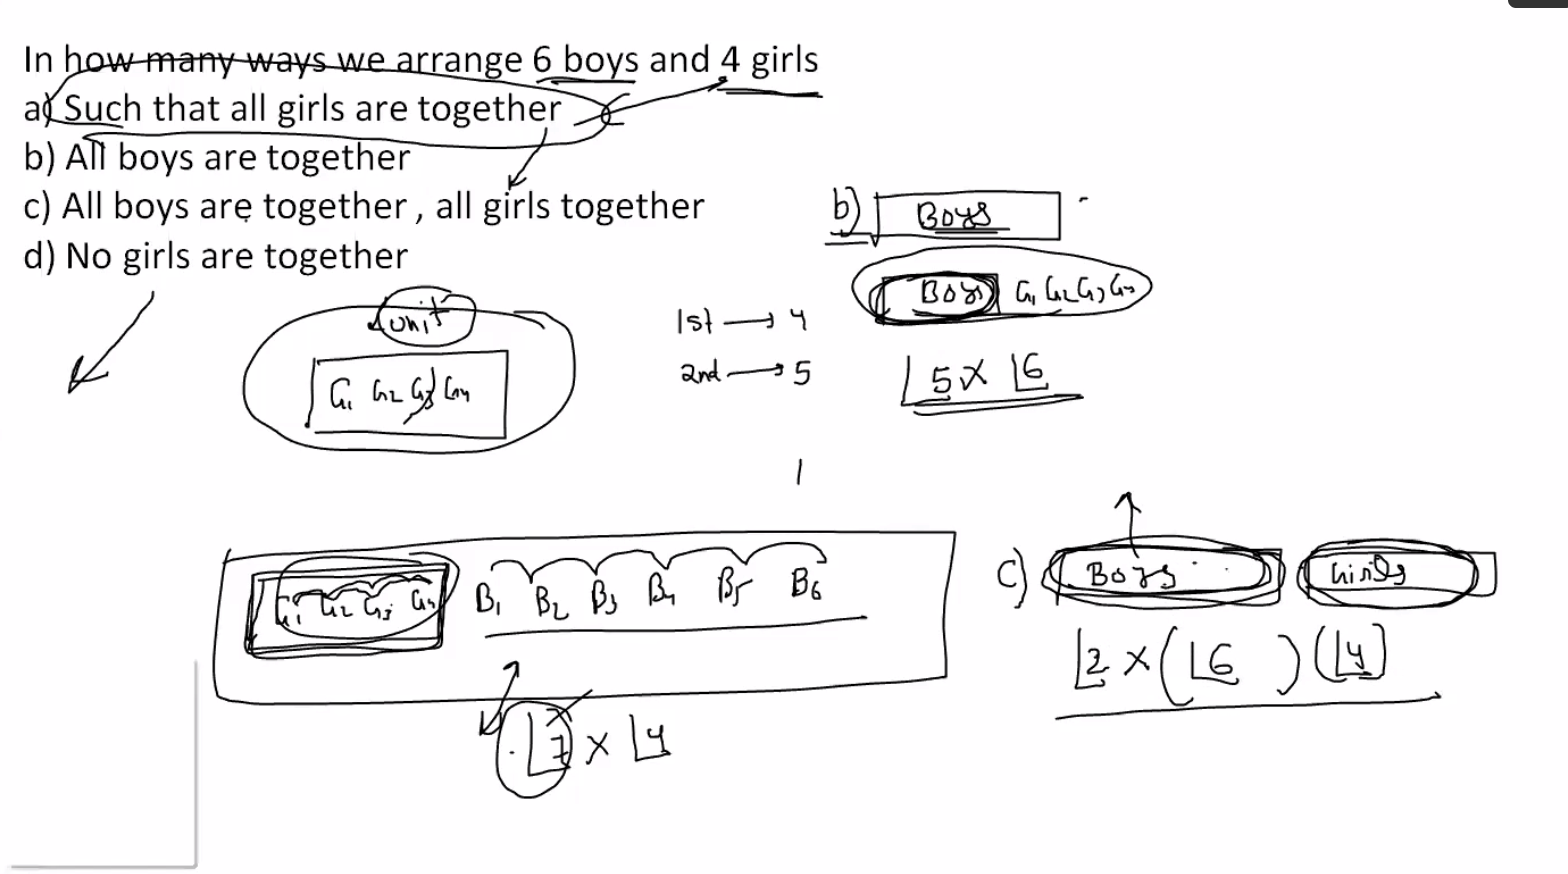 In how many ways we arrange 6 boys and 4 girls
a) Such that all girls are together
b) All boys are together
c) All boys are together , all girls together
d) No girls are together
b) Boys
Boys G1 G2 G3 G4
1st → 4
2nd → 5
⌊5 × ⌊6
unit
G1 G2 G3 G4
G1 G2 G3 G4 B1 B2 B3 B4 B5 B6
⌊7 × ⌊4
c) Boys Girls
⌊2 × (⌊6) (⌊4)